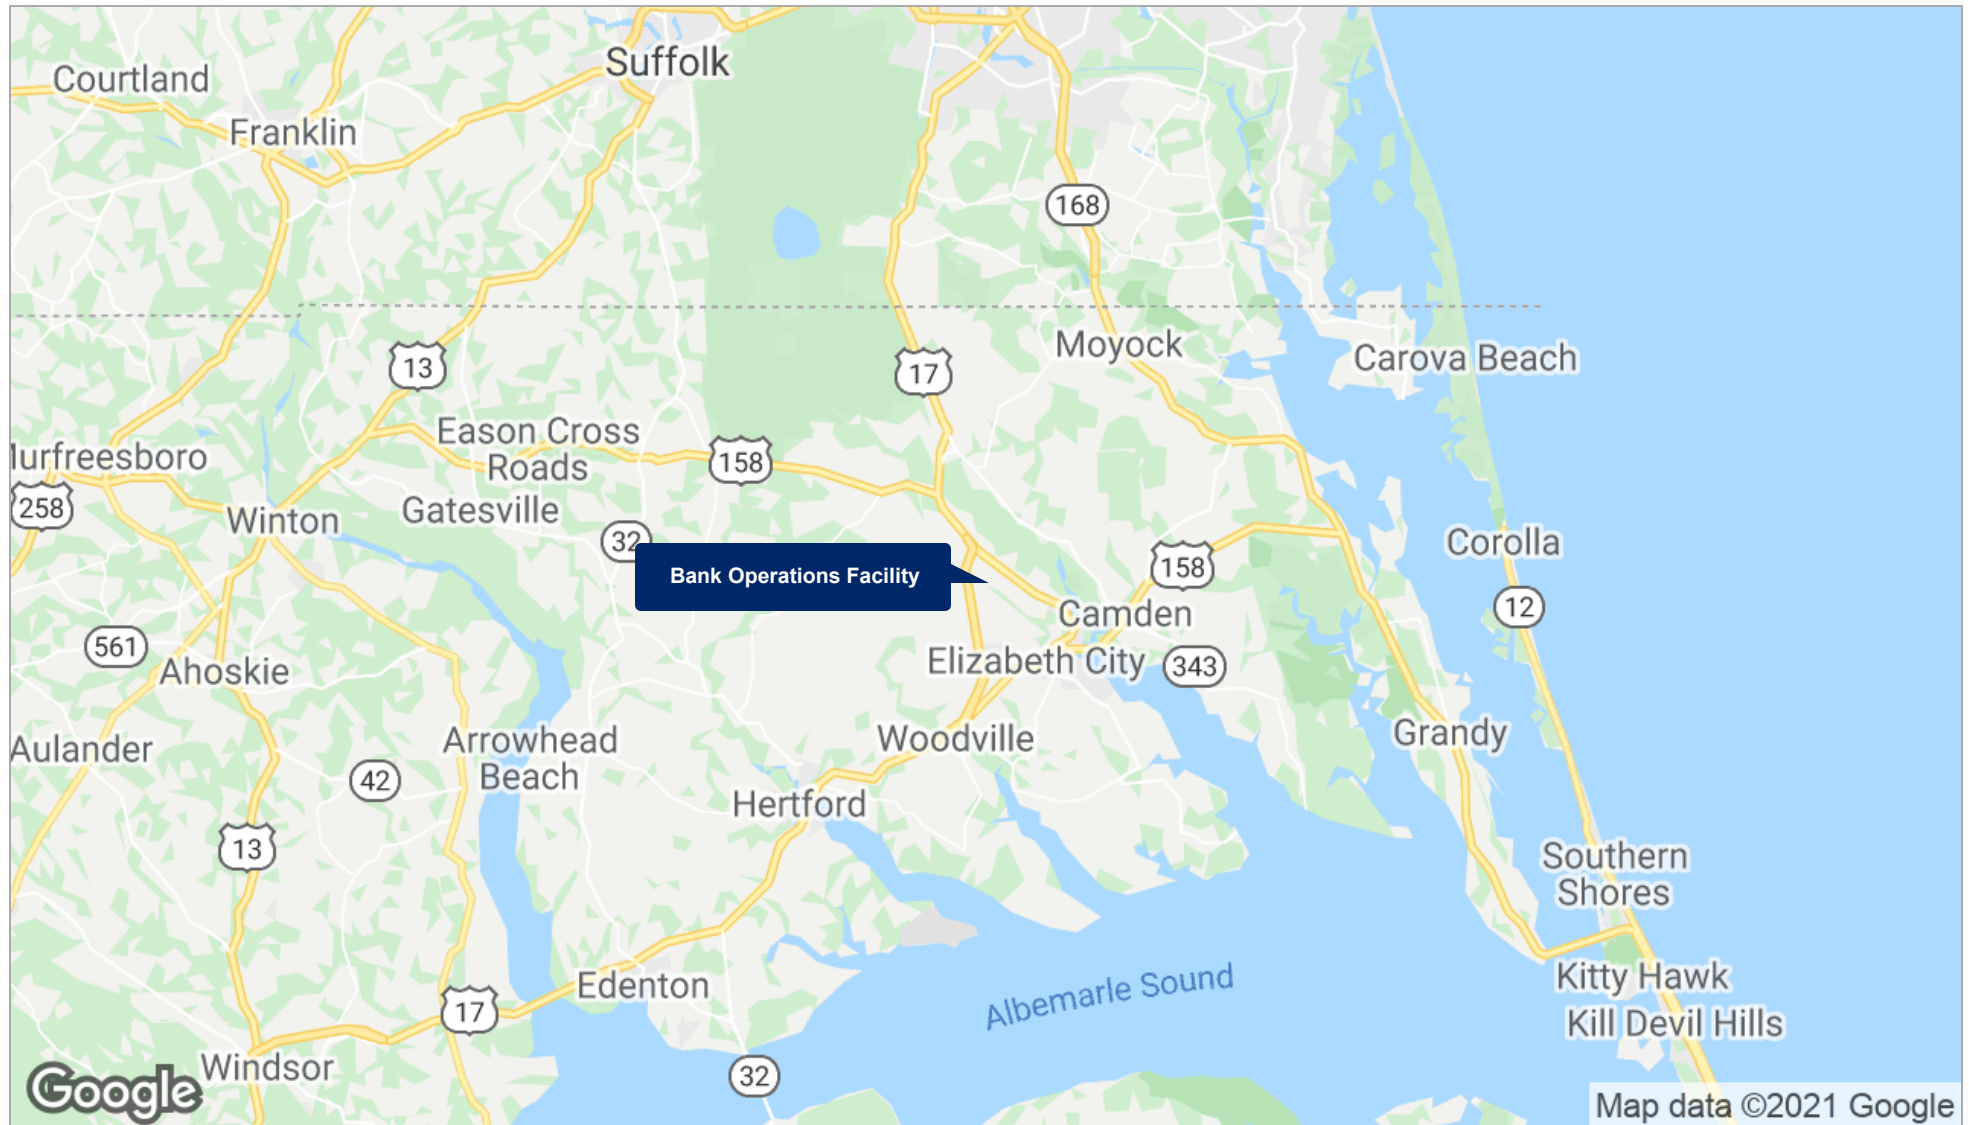 Suffolk
Courtland
Franklin
168
Moyock
Carova Beach
13
17
Eason Cross
Roads
158
urfreesboro
258
Winton
Gatesville
32
Bank Operations Facility
158
Corolla
12
Camden
561
Ahoskie
Elizabeth City
343
Arrowhead
Beach
Woodville
Grandy
Aulander
42
Hertford
13
Southern
Shores
Edenton
Albemarle Sound
Kitty Hawk
17
Kill Devil Hills
Windsor
32
Google
Map data ©2021 Google